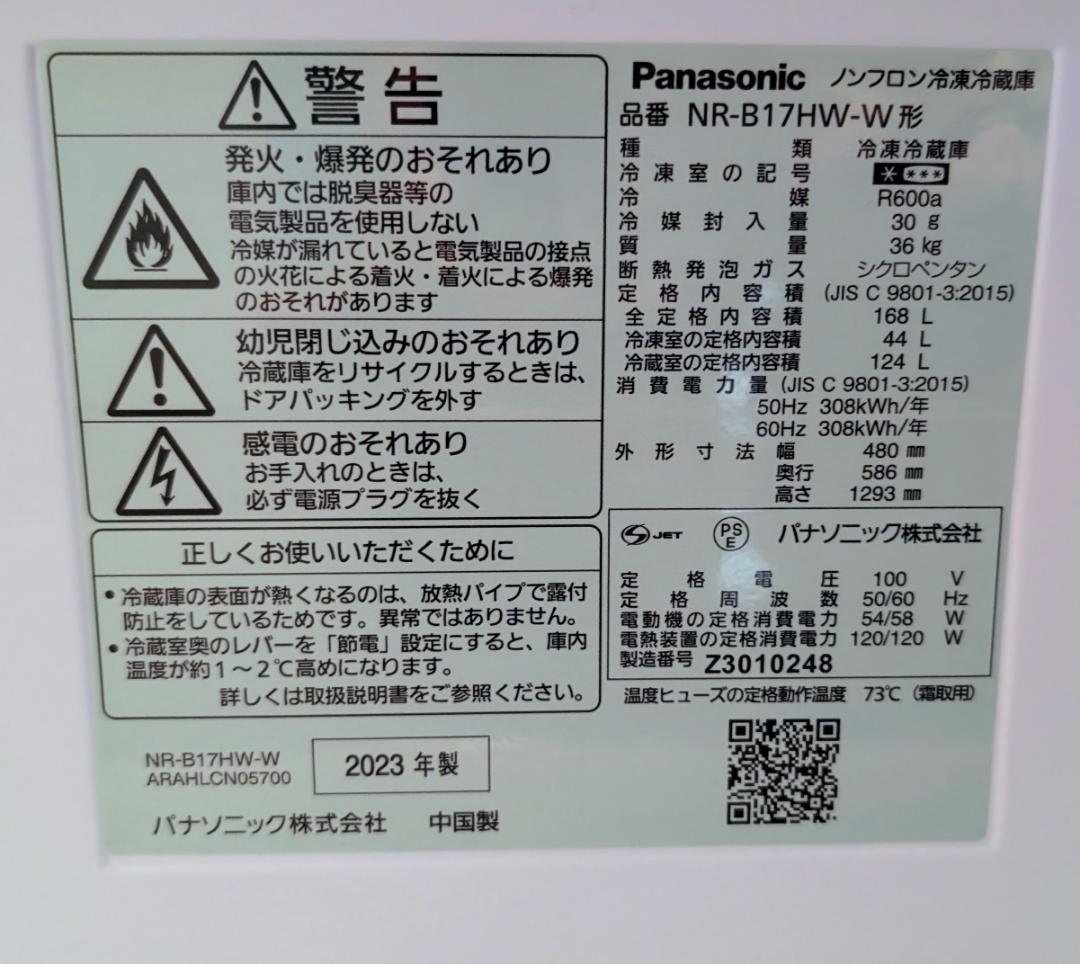 警告
発火・爆発のおそれあり
庫内では脱臭器等の
電気製品を使用しない
冷媒が漏れていると電気製品の接点
の火花による着火・着火による爆発
のおそれがあります
幼児閉じ込みのおそれあり
冷蔵庫をリサイクルするときは、
ドアパッキングを外す
感電のおそれあり
お手入れのときは、
必ず電源プラグを抜く
正しくお使いいただくために
•冷蔵庫の表面が熱くなるのは、放熱パイプで露付
防止をしているためです。異常ではありません。
•冷蔵室奥のレバーを「節電」設定にすると、庫内
温度が約1～2℃高めになります。
詳しくは取扱説明書をご参照ください。
NR-B17HW-W
ARAHLCN05700
2023 年製
パナソニック株式会社 中国製
Panasonic ノンフロン冷凍冷蔵庫
品番 NR-B17HW-W形
種類 冷凍冷蔵庫
冷凍室の記号 * ***
冷媒 R600a
冷媒封入量 30 g
質量 36 kg
断熱発泡ガス シクロペンタン
定格内容積 (JIS C 9801-3:2015)
全定格内容積 168 L
冷凍室の定格内容積 44 L
冷蔵室の定格内容積 124 L
消費電力量 (JIS C 9801-3:2015)
50Hz 308kWh/年
60Hz 308kWh/年
外形寸法 幅 480 mm
奥行 586 mm
高さ 1293 mm
S JET PS E パナソニック株式会社
定格電圧 100 V
定格周波数 50/60 Hz
電動機の定格消費電力 54/58 W
電熱装置の定格消費電力 120/120 W
製造番号 Z3010248
温度ヒューズの定格動作温度 73℃ (霜取用)